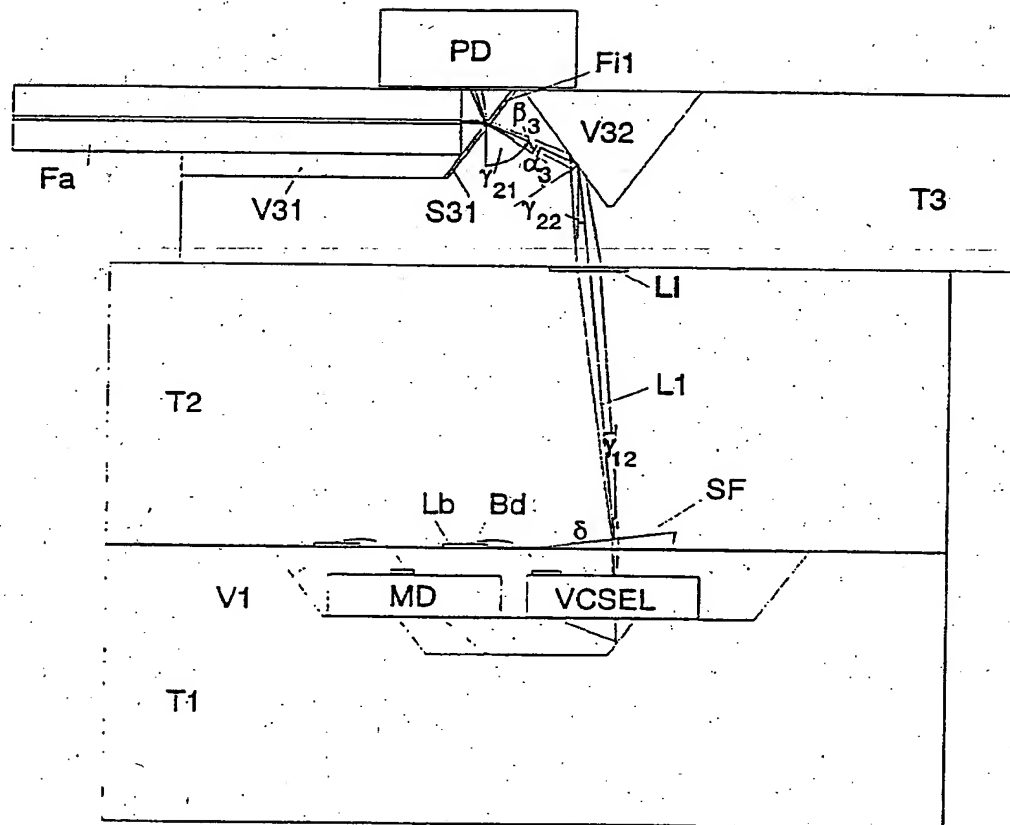 PD
Fi1
β3
V32
Fa
α3
γ21
V31
S31
T3
γ22
Ll
T2
L1
γ12
SF
Lb
Bd
δ
V1
MD
VCSEL
T1